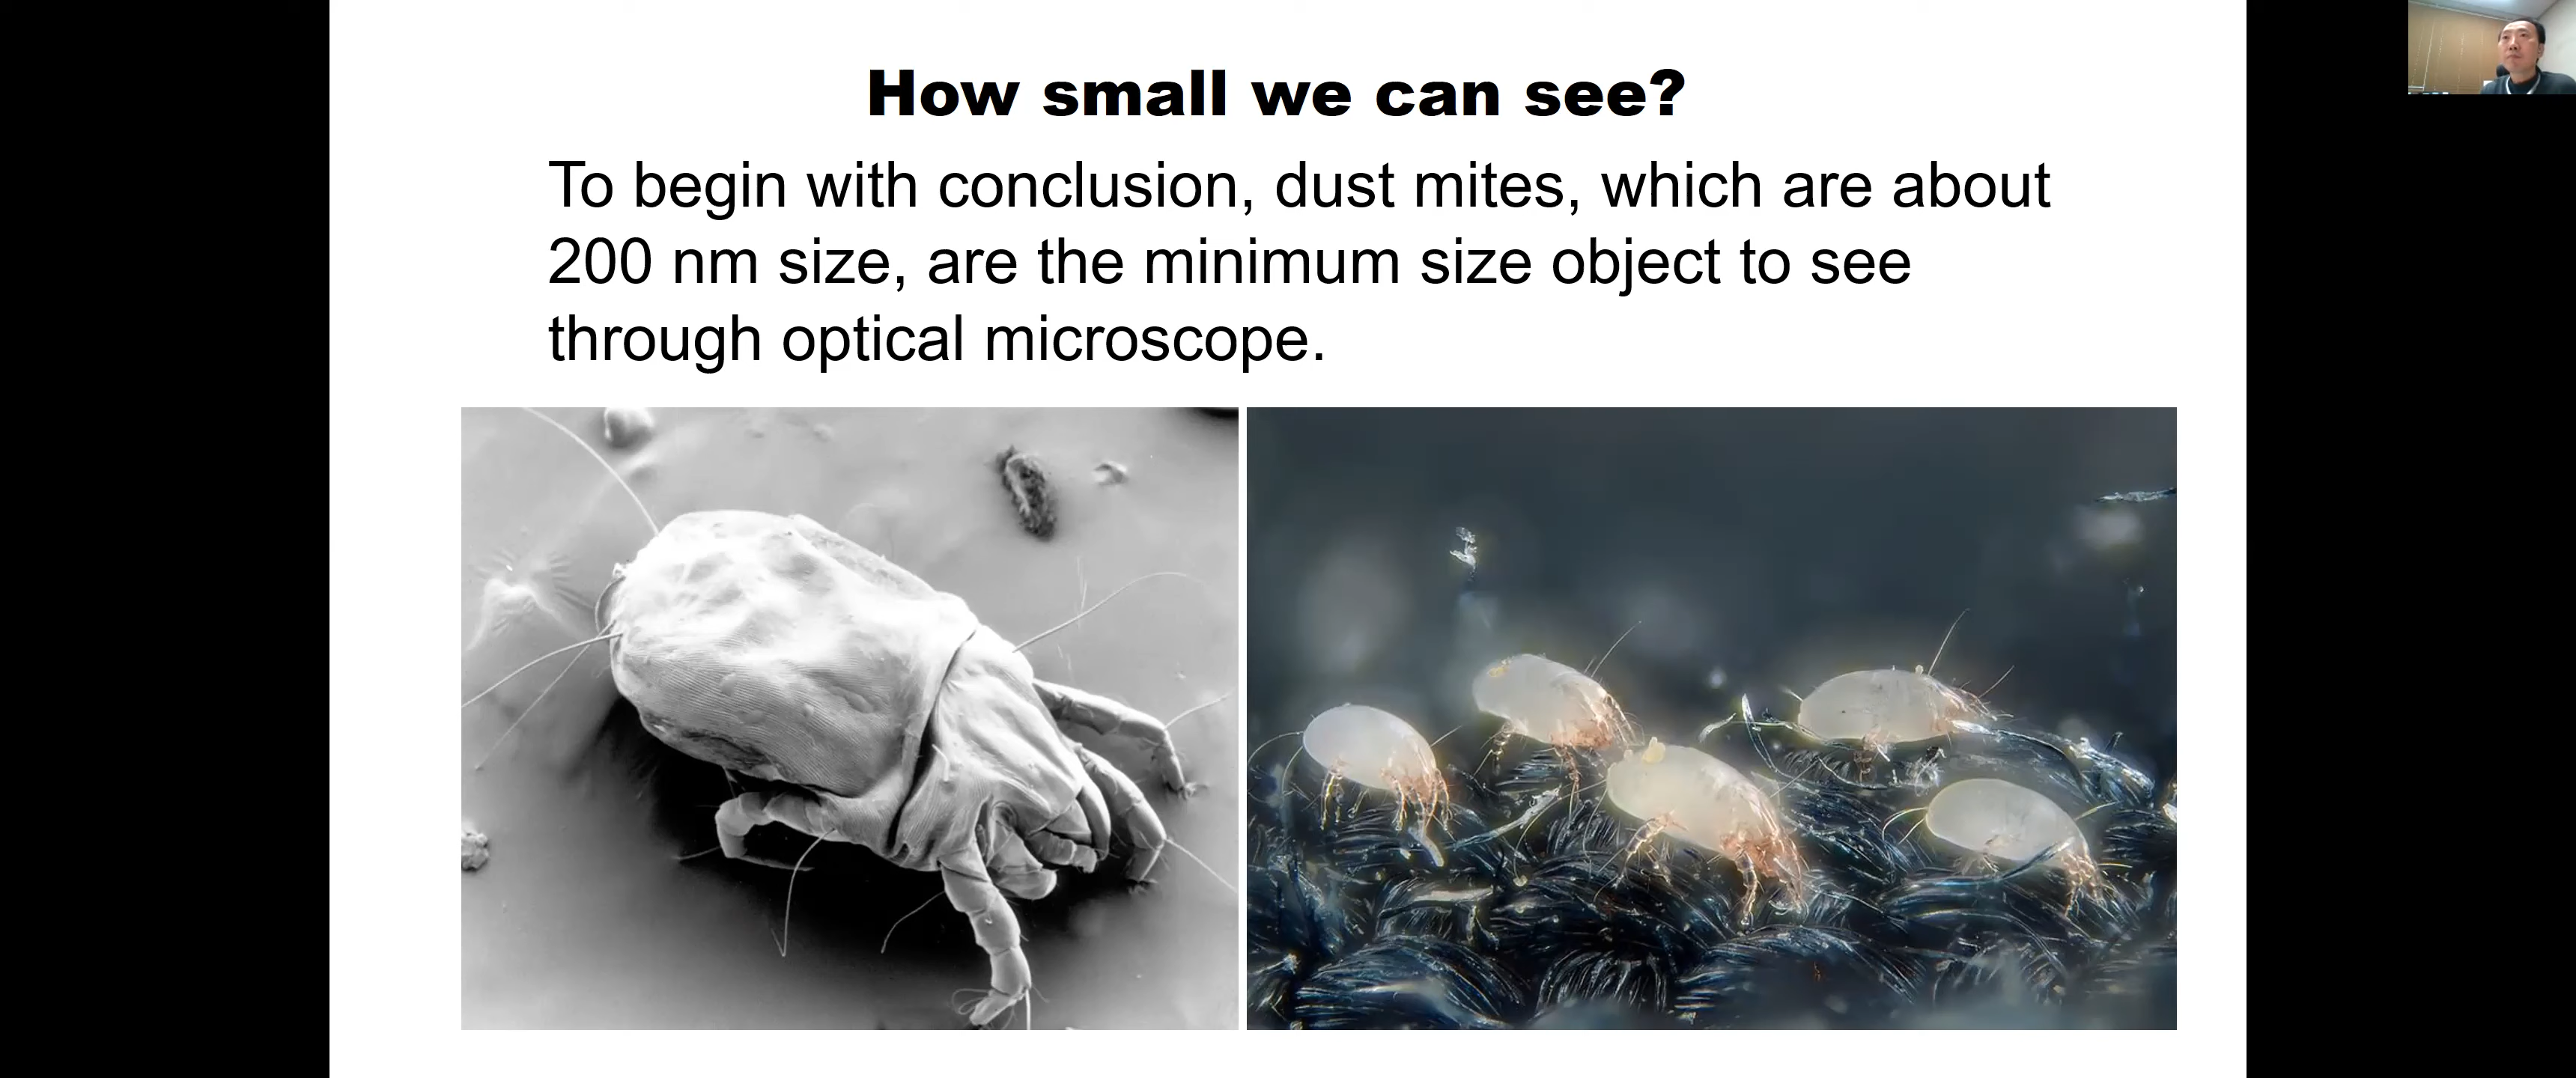 How small we can see?
To begin with conclusion, dust mites, which are about
200 nm size, are the minimum size object to see
through optical microscope.